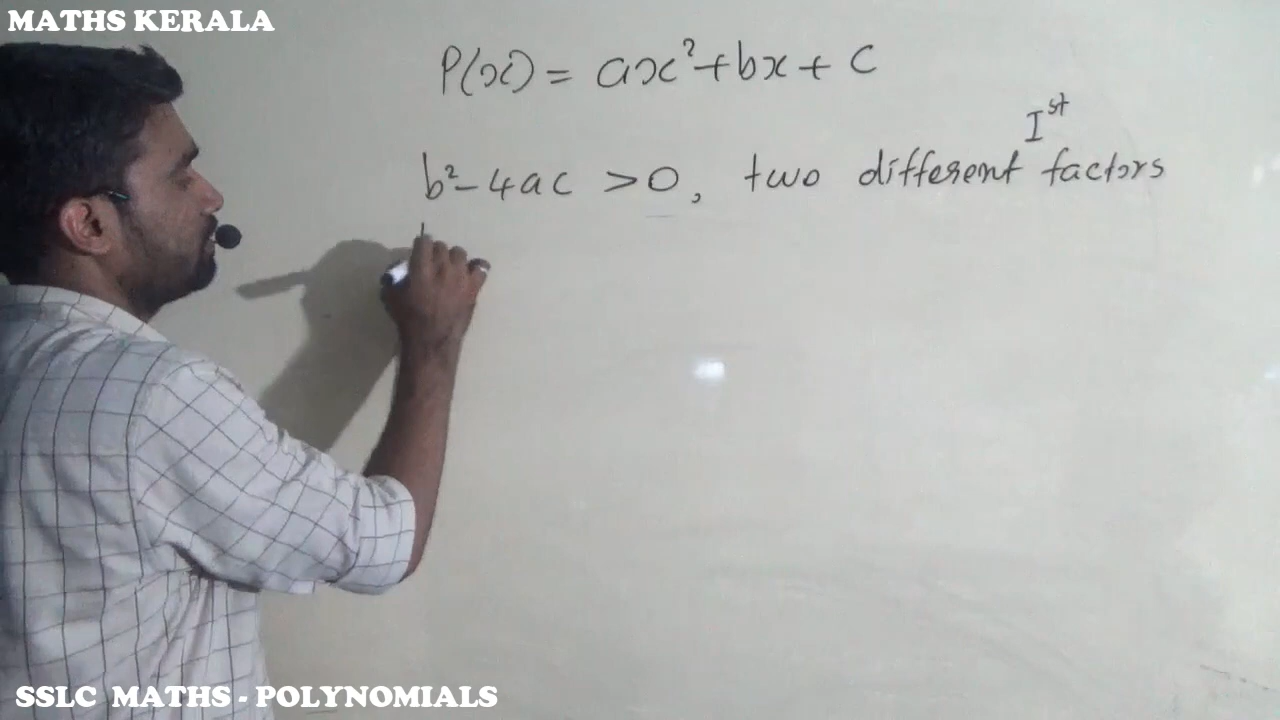 MATHS KERALA
P(x) = ax²+bx+c
Iˢᵗ
b²-4ac >0, two different factors
SSLC MATHS - POLYNOMIALS